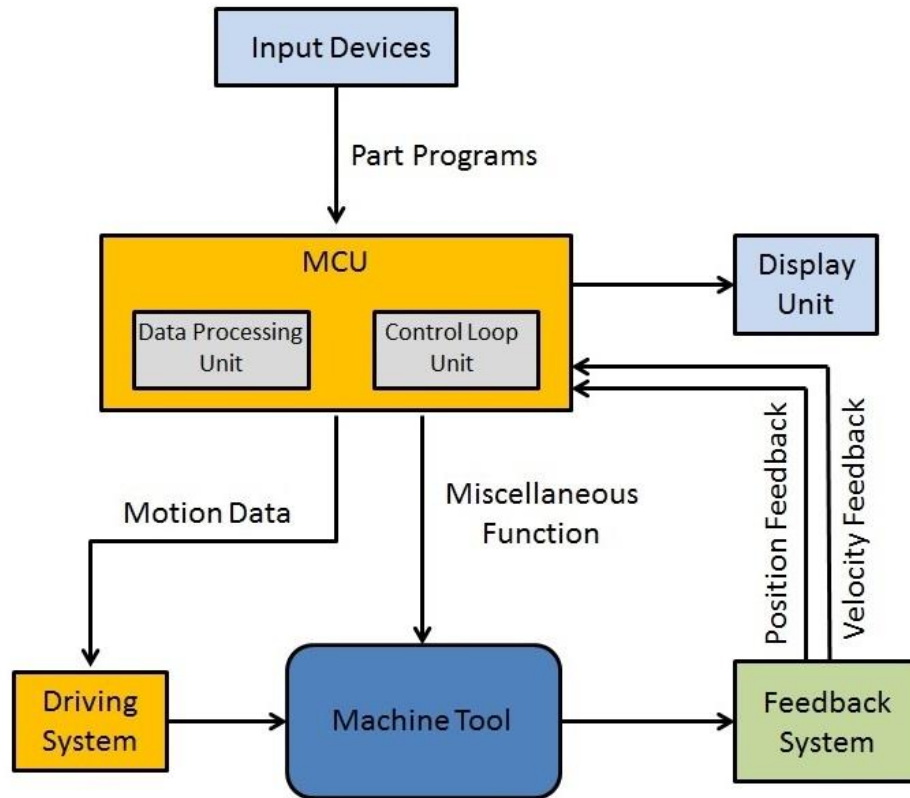 Input Devices
Part Programs
MCU
Data Processing
Unit
Control Loop
Unit
Display
Unit
Motion Data
Miscellaneous
Function
Position Feedback
Velocity Feedback
Driving
System
Machine Tool
Feedback
System